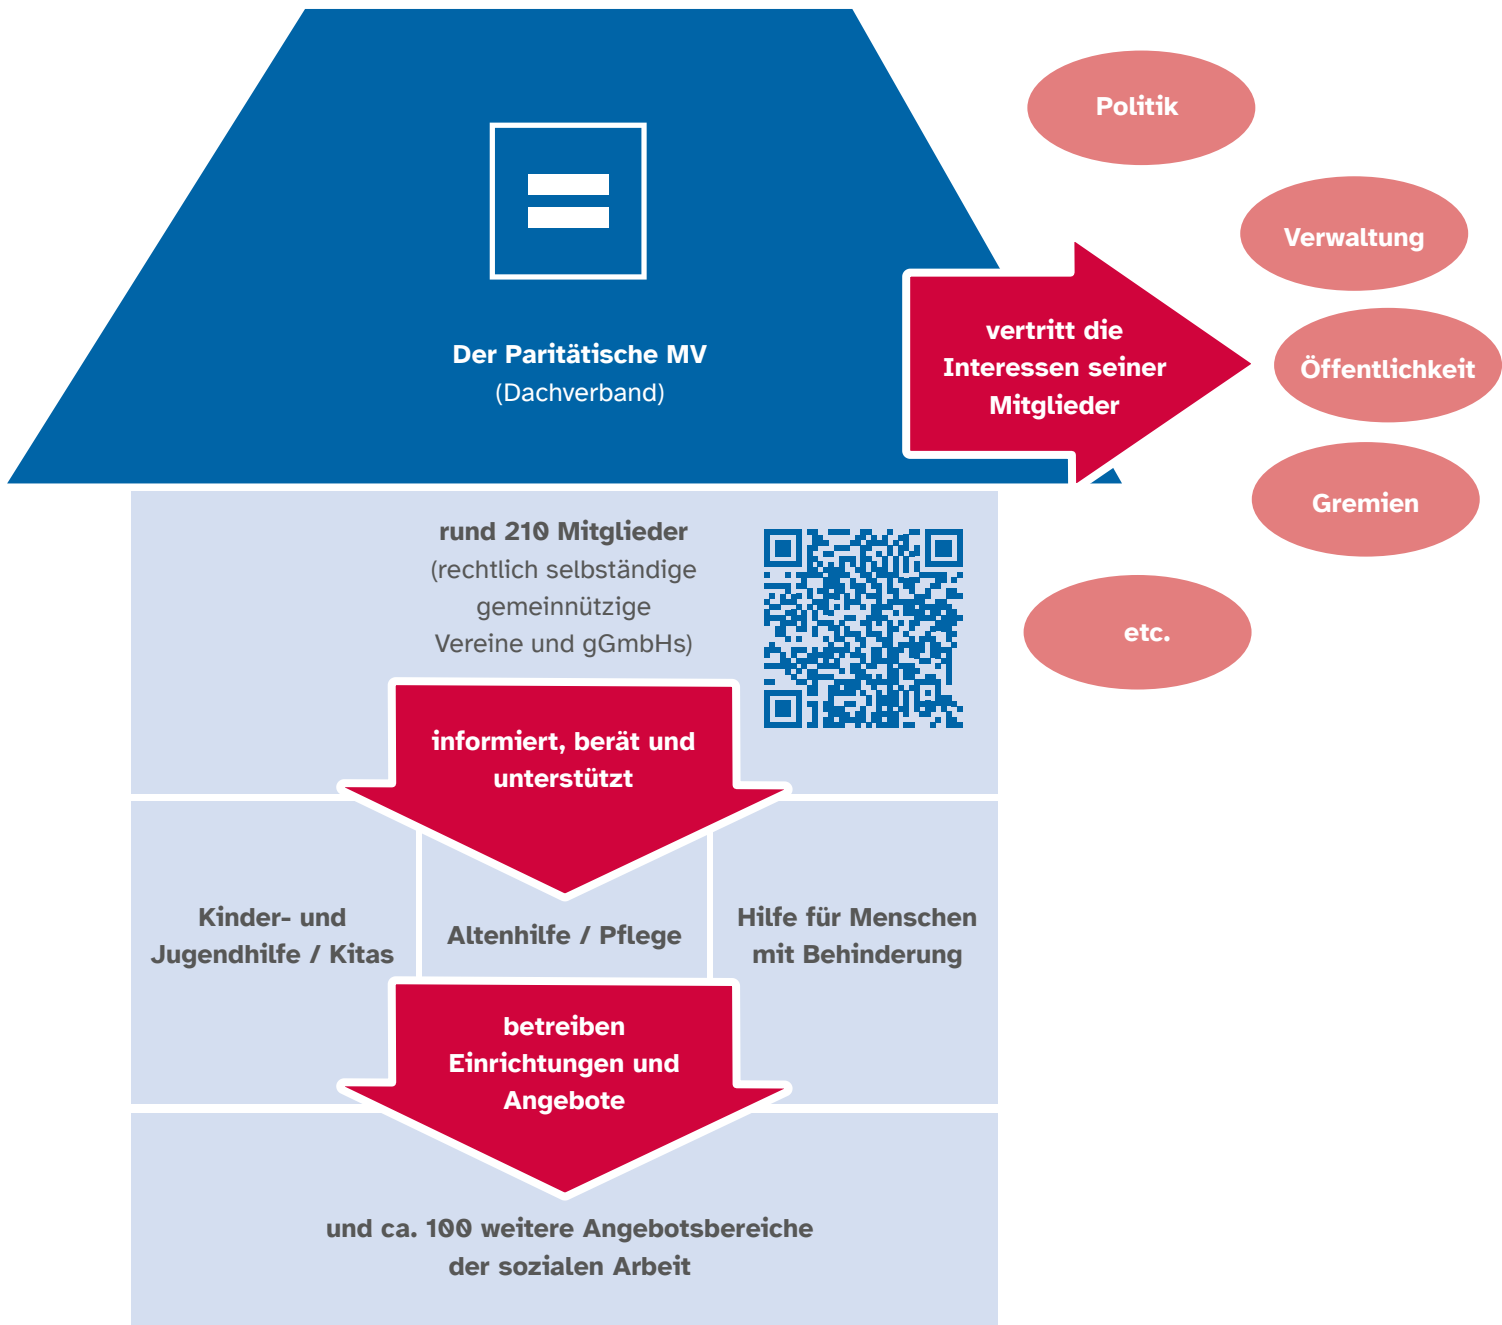 Der Paritätische MV
(Dachverband)
vertritt die
Interessen seiner
Mitglieder
Politik
Verwaltung
Öffentlichkeit
Gremien
etc.
rund 210 Mitglieder
(rechtlich selbständige
gemeinnützige
Vereine und gGmbHs)
informiert, berät und
unterstützt
Kinder- und
Jugendhilfe / Kitas
Altenhilfe / Pflege
Hilfe für Menschen
mit Behinderung
betreiben
Einrichtungen und
Angebote
und ca. 100 weitere Angebotsbereiche
der sozialen Arbeit